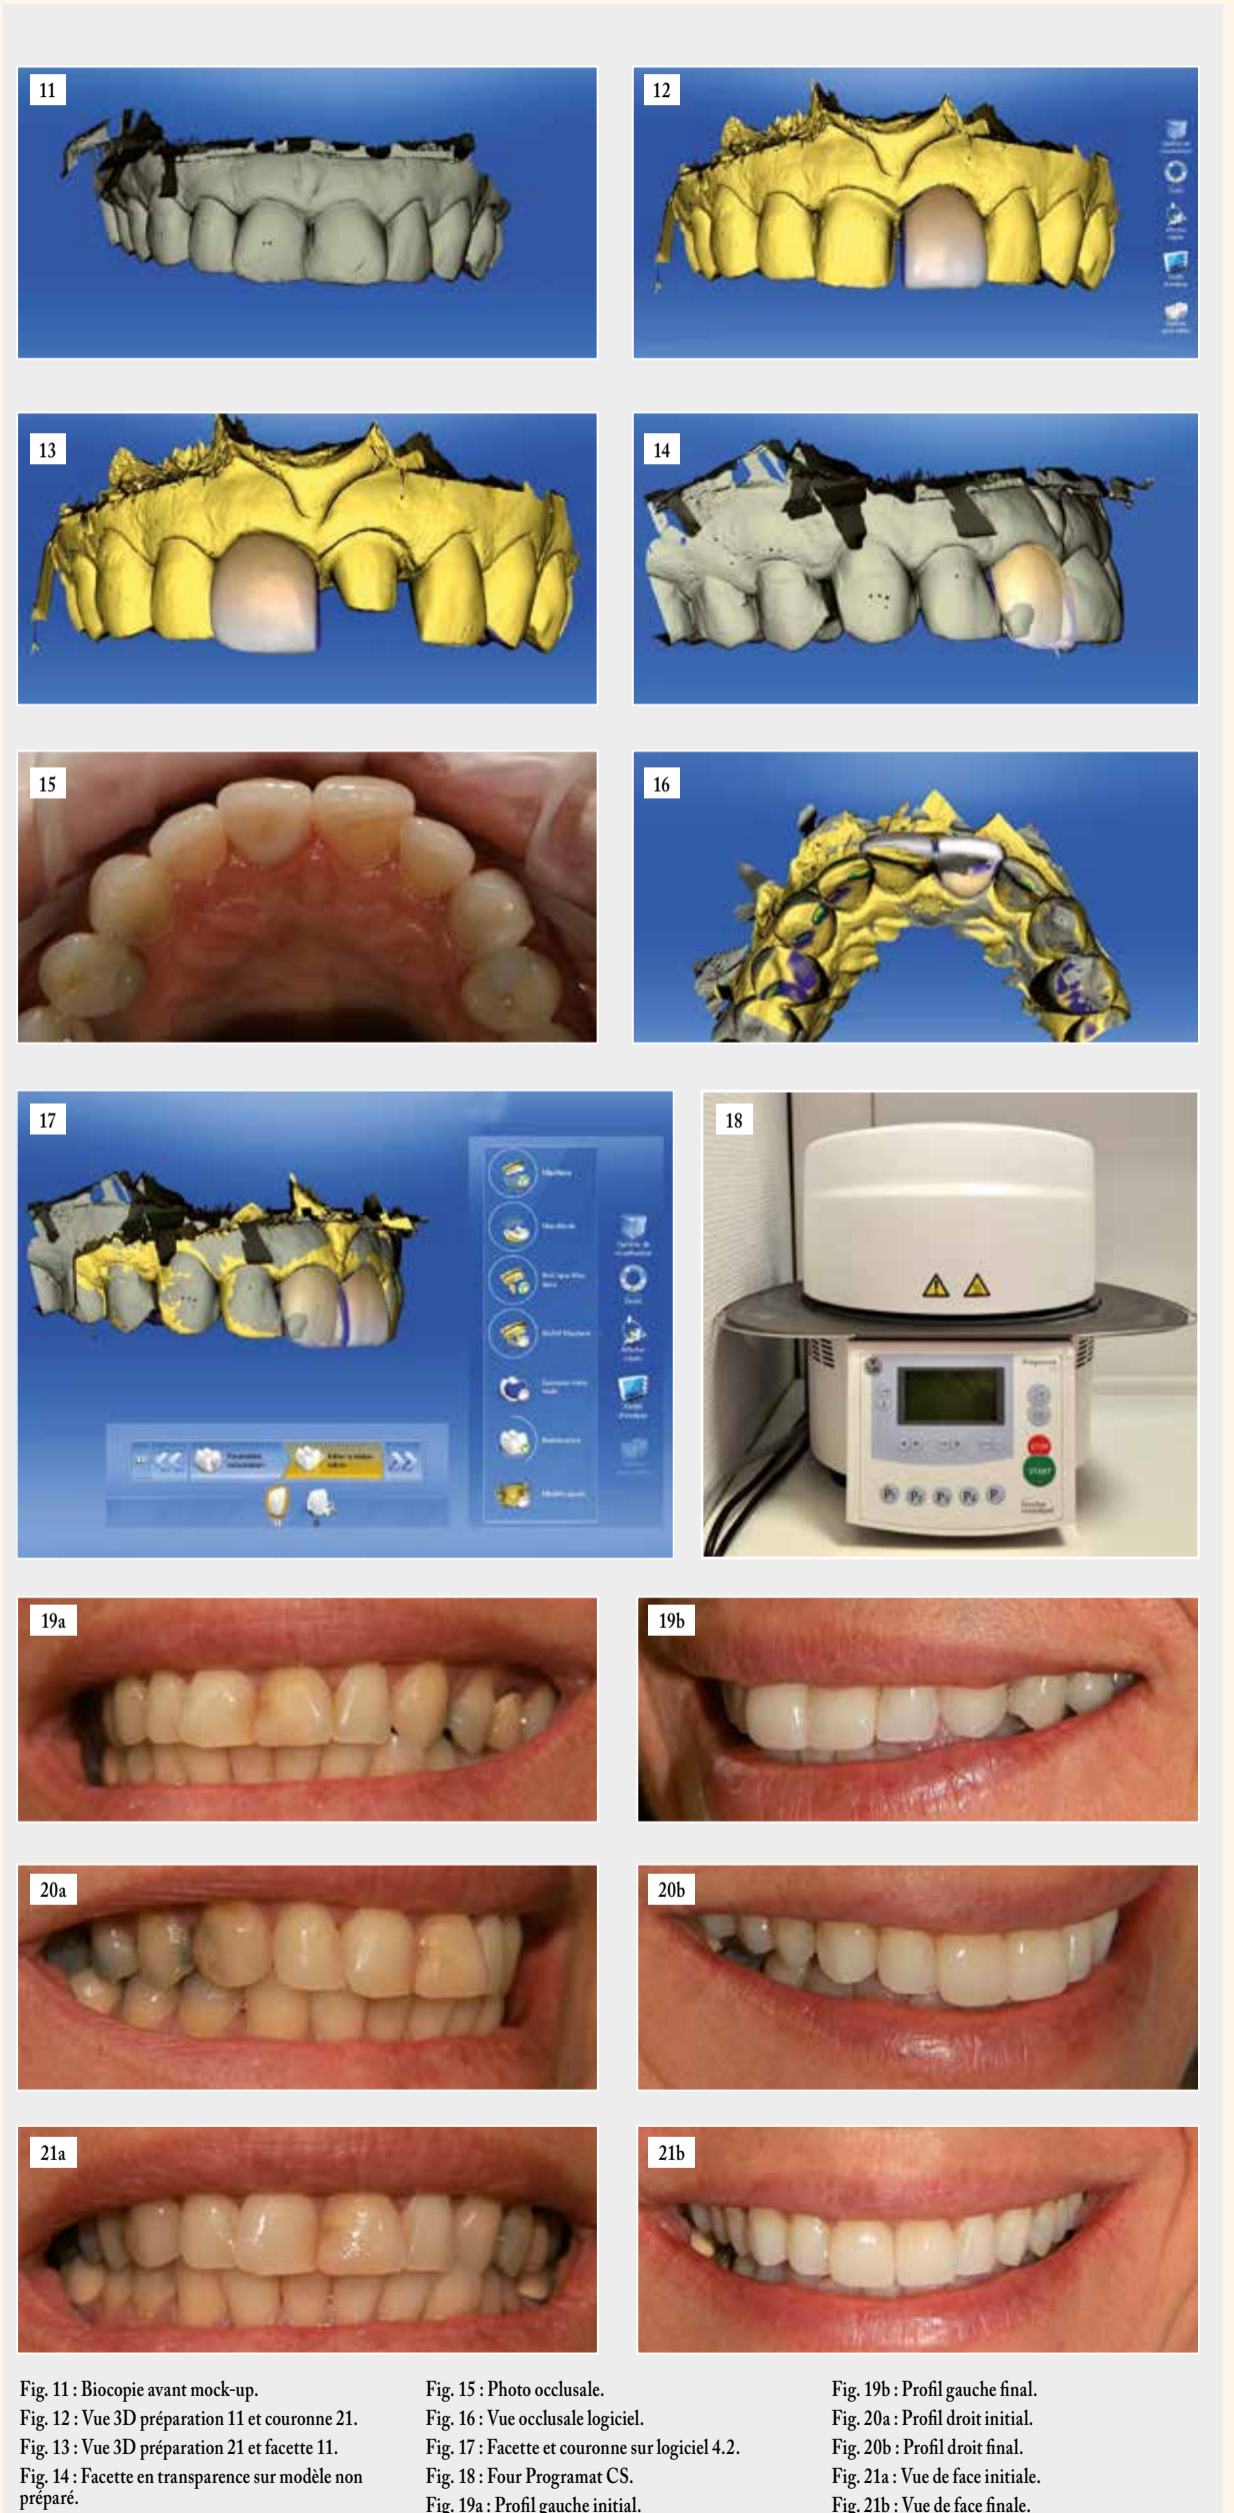 11
12
13
14
15
16
17
18
STOP
START
19a
19b
20a
20b
21a
21b
Fig. 11 : Biocopie avant mock-up.
Fig. 12 : Vue 3D préparation 11 et couronne 21.
Fig. 13 : Vue 3D préparation 21 et facette 11.
Fig. 14 : Facette en transparence sur modèle non
préparé.
Fig. 15 : Photo occlusale.
Fig. 16 : Vue occlusale logiciel.
Fig. 17 : Facette et couronne sur logiciel 4.2.
Fig. 18 : Four Programat CS.
Fig. 19a : Profil gauche initial.
Fig. 19b : Profil gauche final.
Fig. 20a : Profil droit initial.
Fig. 20b : Profil droit final.
Fig. 21a : Vue de face initiale.
Fig. 21b : Vue de face finale.